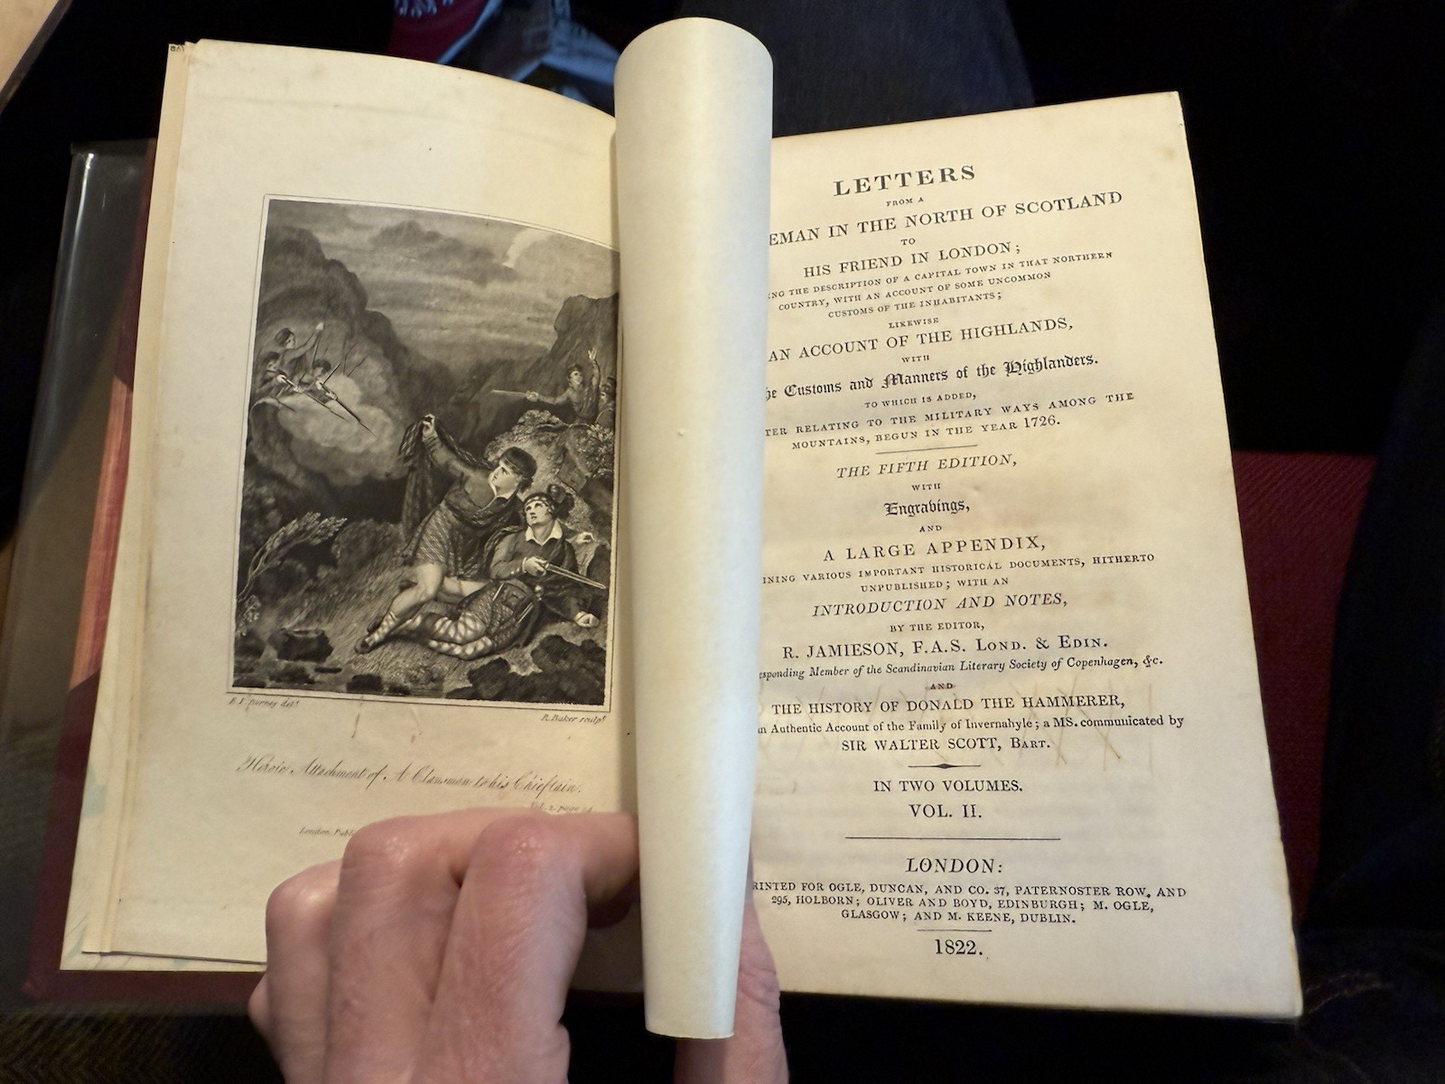 R. Baker sculpt.
Heroic Attachment of A Clansman to his Chieftain.
Vol. 2. page
London, Publ
LETTERS
FROM A
EMAN IN THE NORTH OF SCOTLAND
TO
HIS FRIEND IN LONDON;
NG THE DESCRIPTION OF A CAPITAL TOWN IN THAT NORTHERN
COUNTRY, WITH AN ACCOUNT OF SOME UNCOMMON
CUSTOMS OF THE INHABITANTS;
LIKEWISE
AN ACCOUNT OF THE HIGHLANDS,
WITH
he Customs and Manners of the Highlanders.
TO WHICH IS ADDED,
TER RELATING TO THE MILITARY WAYS AMONG THE
MOUNTAINS, BEGUN IN THE YEAR 1726.
THE FIFTH EDITION,
WITH
Engravings,
AND
A LARGE APPENDIX,
INING VARIOUS IMPORTANT HISTORICAL DOCUMENTS, HITHERTO
UNPUBLISHED; WITH AN
INTRODUCTION AND NOTES,
BY THE EDITOR,
R. JAMIESON, F.A.S. LOND. & EDIN.
esponding Member of the Scandinavian Literary Society of Copenhagen, &c.
AND
THE HISTORY OF DONALD THE HAMMERER,
an Authentic Account of the Family of Invernahyle; a MS. communicated by
SIR WALTER SCOTT, BART.
IN TWO VOLUMES.
VOL. II.
LONDON:
RINTED FOR OGLE, DUNCAN, AND CO. 37, PATERNOSTER ROW, AND
295, HOLBORN; OLIVER AND BOYD, EDINBURGH; M. OGLE,
GLASGOW; AND M. KEENE, DUBLIN.
1822.